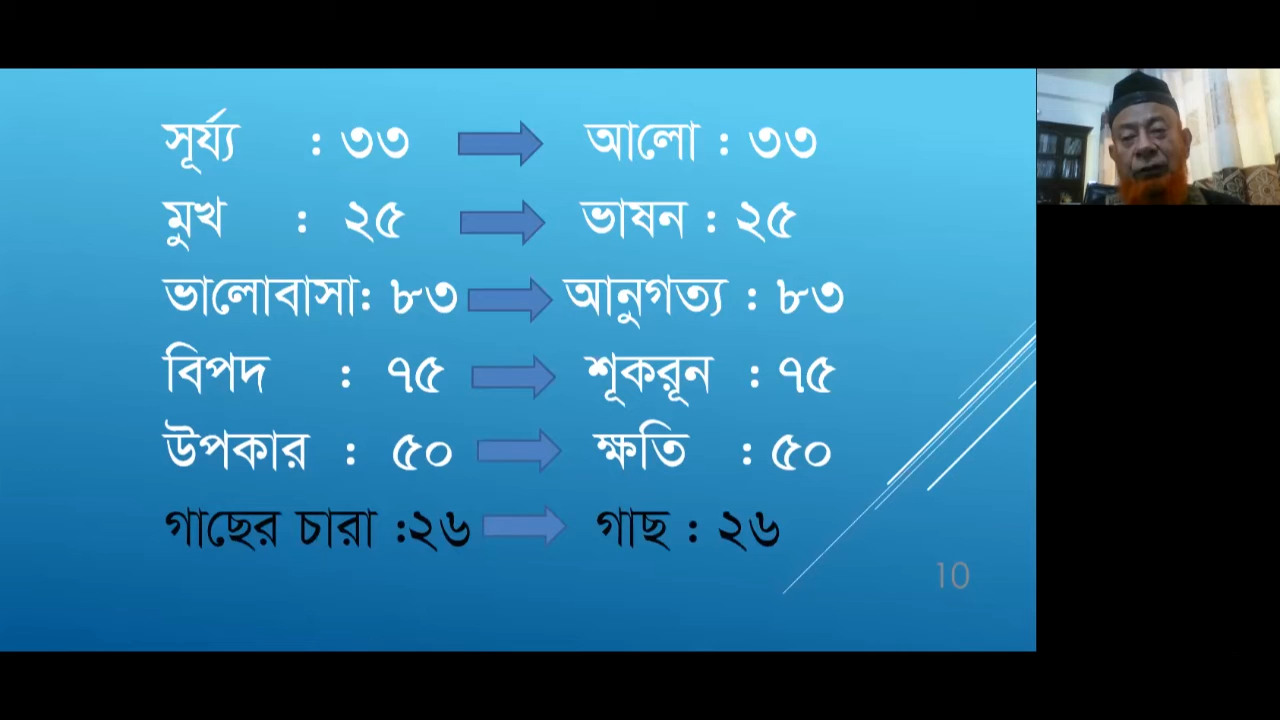 সূর্য্য : ৩৩ আলো : ৩৩
মুখ : ২৫ ভাষন : ২৫
ভালোবাসা: ৮৩ আনুগত্য : ৮৩
বিপদ : ৭৫ শূকরূন : ৭৫
উপকার : ৫০ ক্ষতি : ৫০
গাছের চারা :২৬ গাছ : ২৬
10